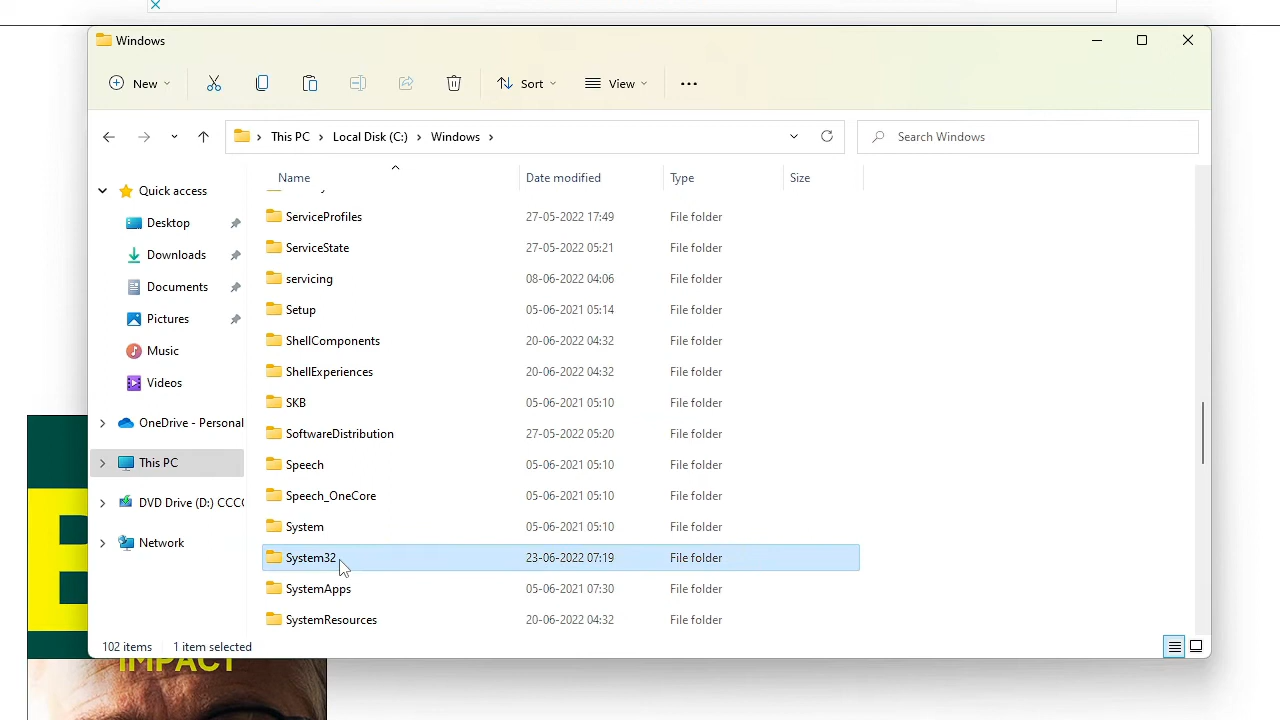 Windows
New
Sort
View
This PC Local Disk (C:) Windows
Search Windows
Name Date modified Type Size
Quick access
Desktop
Downloads
Documents
Pictures
Music
Videos
OneDrive - Personal
This PC
DVD Drive (D:) CCC
Network
ServiceProfiles 27-05-2022 17:49 File folder
ServiceState 27-05-2022 05:21 File folder
servicing 08-06-2022 04:06 File folder
Setup 05-06-2021 05:14 File folder
ShellComponents 20-06-2022 04:32 File folder
ShellExperiences 20-06-2022 04:32 File folder
SKB 05-06-2021 05:10 File folder
SoftwareDistribution 27-05-2022 05:20 File folder
Speech 05-06-2021 05:10 File folder
Speech_OneCore 05-06-2021 05:10 File folder
System 05-06-2021 05:10 File folder
System32 23-06-2022 07:19 File folder
SystemApps 05-06-2021 07:30 File folder
SystemResources 20-06-2022 04:32 File folder
102 items 1 item selected
IMPACT